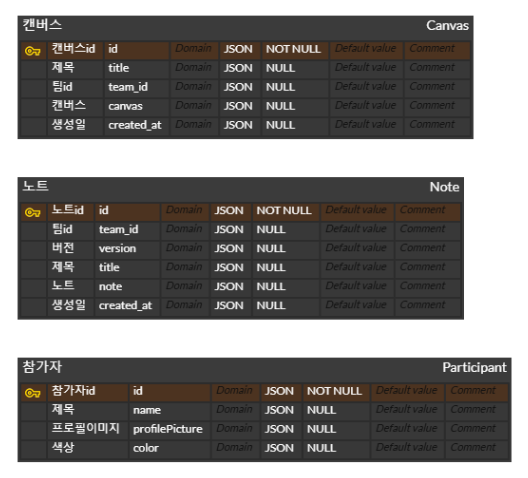 캔버스 Canvas
캔버스id id Domain JSON NOT NULL Default value Comment
제목 title Domain JSON NULL Default value Comment
팀id team_id Domain JSON NULL Default value Comment
캔버스 canvas Domain JSON NULL Default value Comment
생성일 created_at Domain JSON NULL Default value Comment
노트 Note
노트id id Domain JSON NOT NULL Default value Comment
팀id team_id Domain JSON NULL Default value Comment
버전 version Domain JSON NULL Default value Comment
제목 title Domain JSON NULL Default value Comment
노트 note Domain JSON NULL Default value Comment
생성일 created_at Domain JSON NULL Default value Comment
참가자 Participant
참가자id id Domain JSON NOT NULL Default value Comment
제목 name Domain JSON NULL Default value Comment
프로필이미지 profilePicture Domain JSON NULL Default value Comment
색상 color Domain JSON NULL Default value Comment